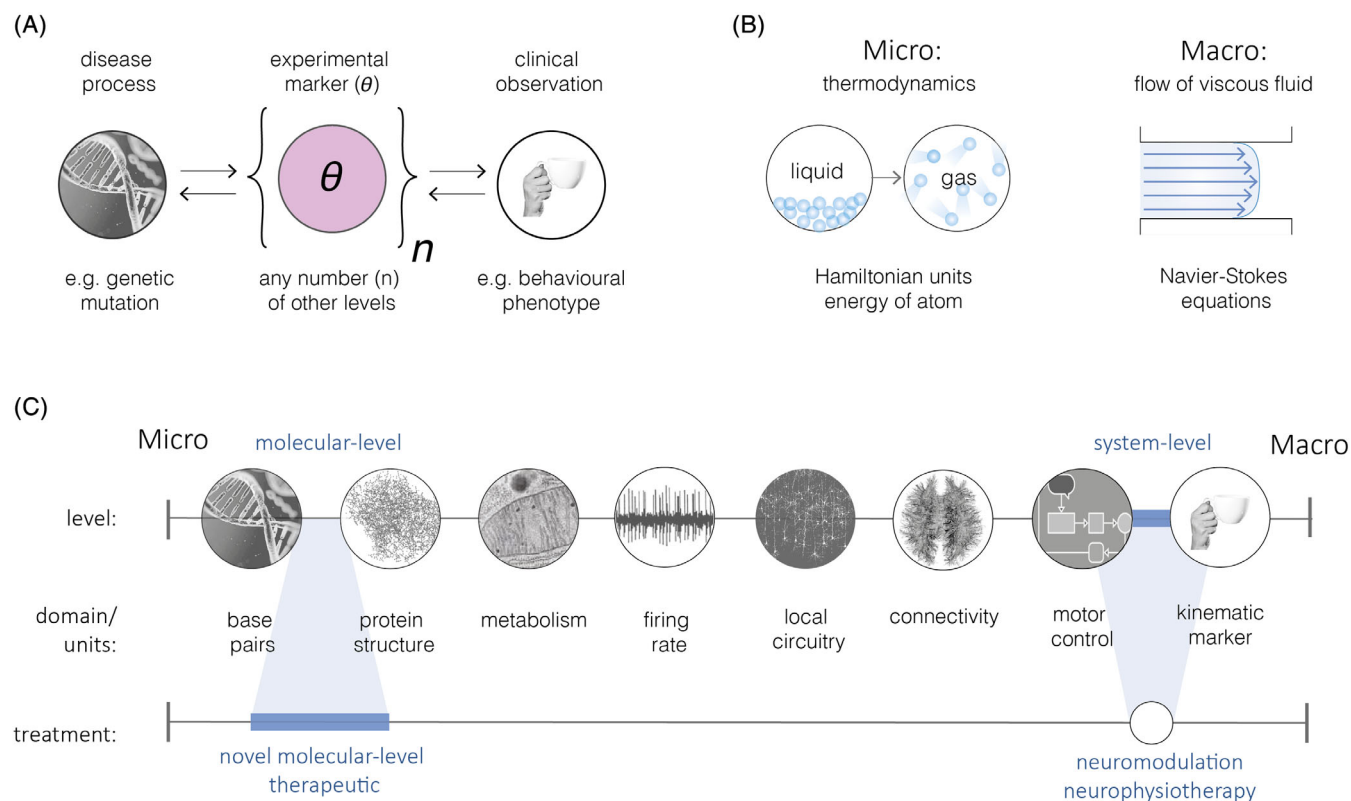 (A)
disease
process
experimental
marker (θ)
clinical
observation
θ
n
e.g. genetic
mutation
any number (n)
of other levels
e.g. behavioural
phenotype
(B)
Micro:
thermodynamics
Macro:
flow of viscous fluid
liquid
gas
Hamiltonian units
energy of atom
Navier-Stokes
equations
(C)
Micro
molecular-level
system-level
Macro
level:
domain/
units:
base
pairs
protein
structure
metabolism
firing
rate
local
circuitry
connectivity
motor
control
kinematic
marker
treatment:
novel molecular-level
therapeutic
neuromodulation
neurophysiotherapy